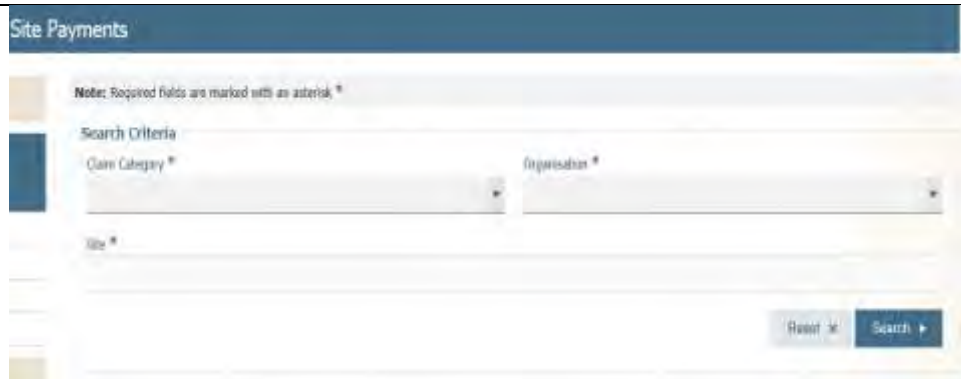 Site Payments
Note: Required fields are marked with an asterisk *
Search Criteria
Claim Category *
Organisation *
Site *
Reset ×
Search ▸